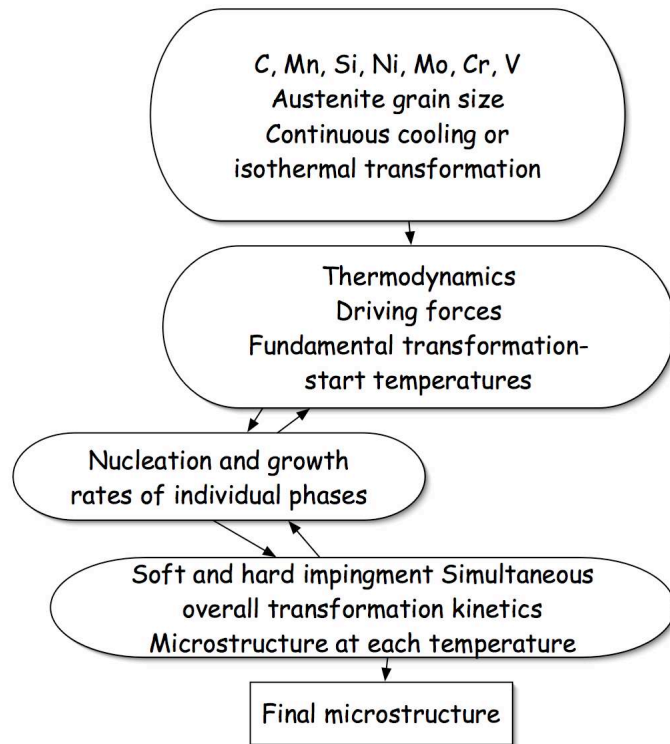 C, Mn, Si, Ni, Mo, Cr, V
Austenite grain size
Continuous cooling or
isothermal transformation
Thermodynamics
Driving forces
Fundamental transformation-
start temperatures
Nucleation and growth
rates of individual phases
Soft and hard impingment Simultaneous
overall transformation kinetics
Microstructure at each temperature
Final microstructure